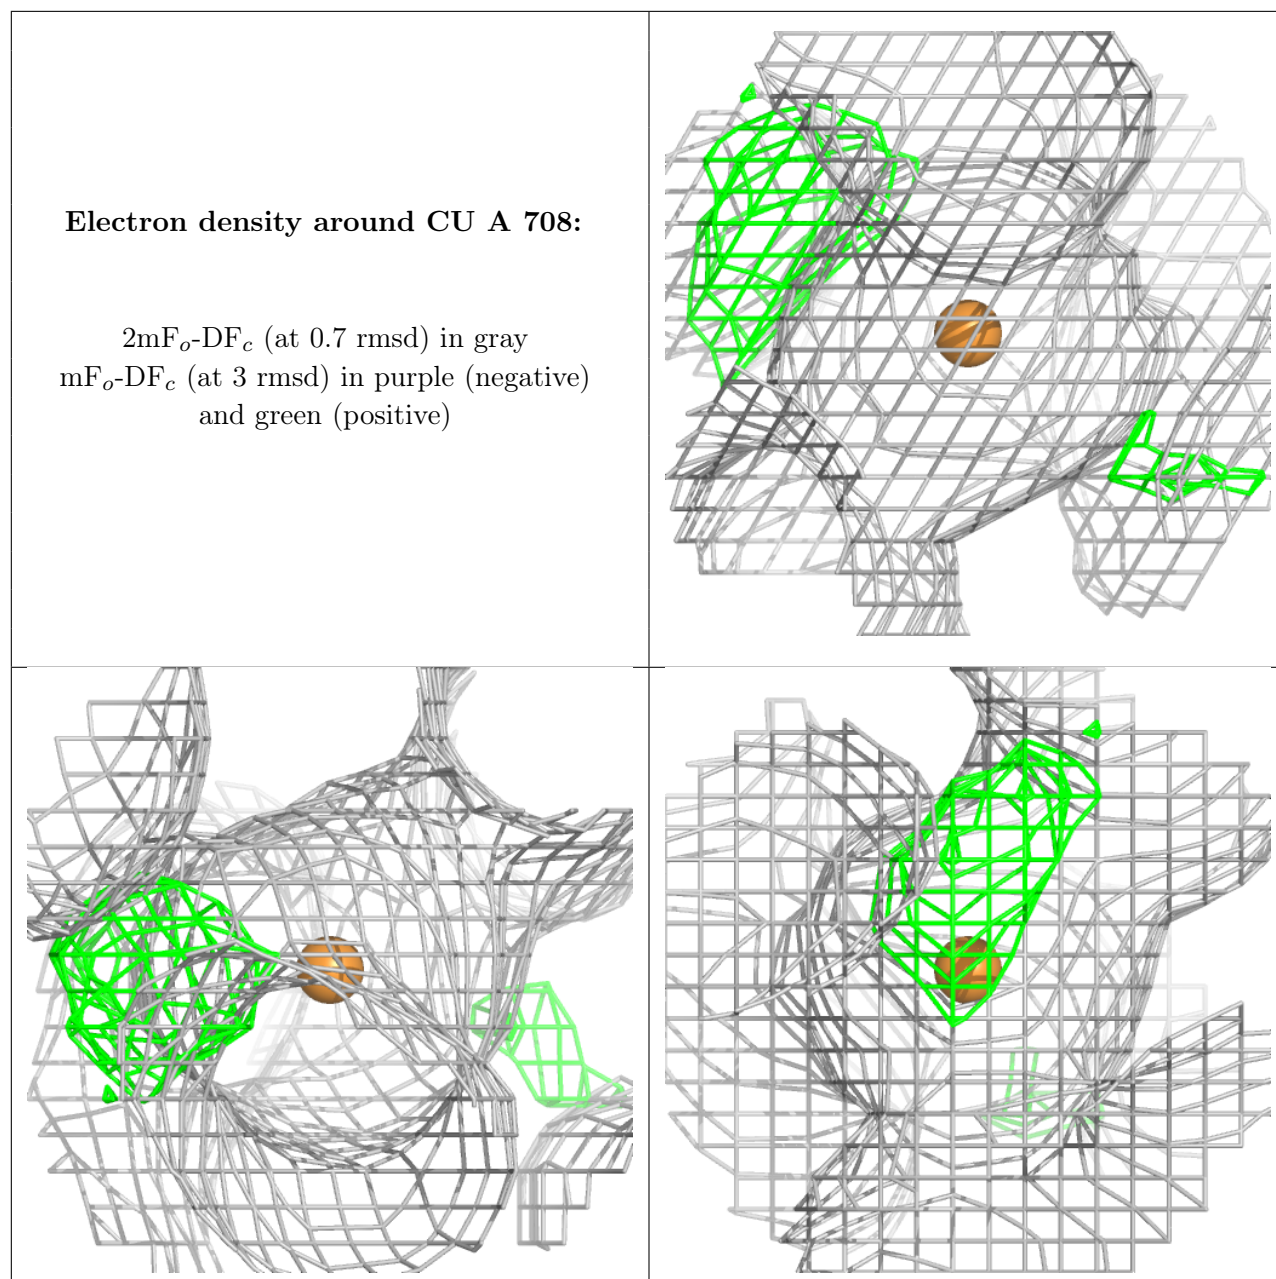 Electron density around CU A 708:
2mFo-DFc (at 0.7 rmsd) in gray
mFo-DFc (at 3 rmsd) in purple (negative)
and green (positive)